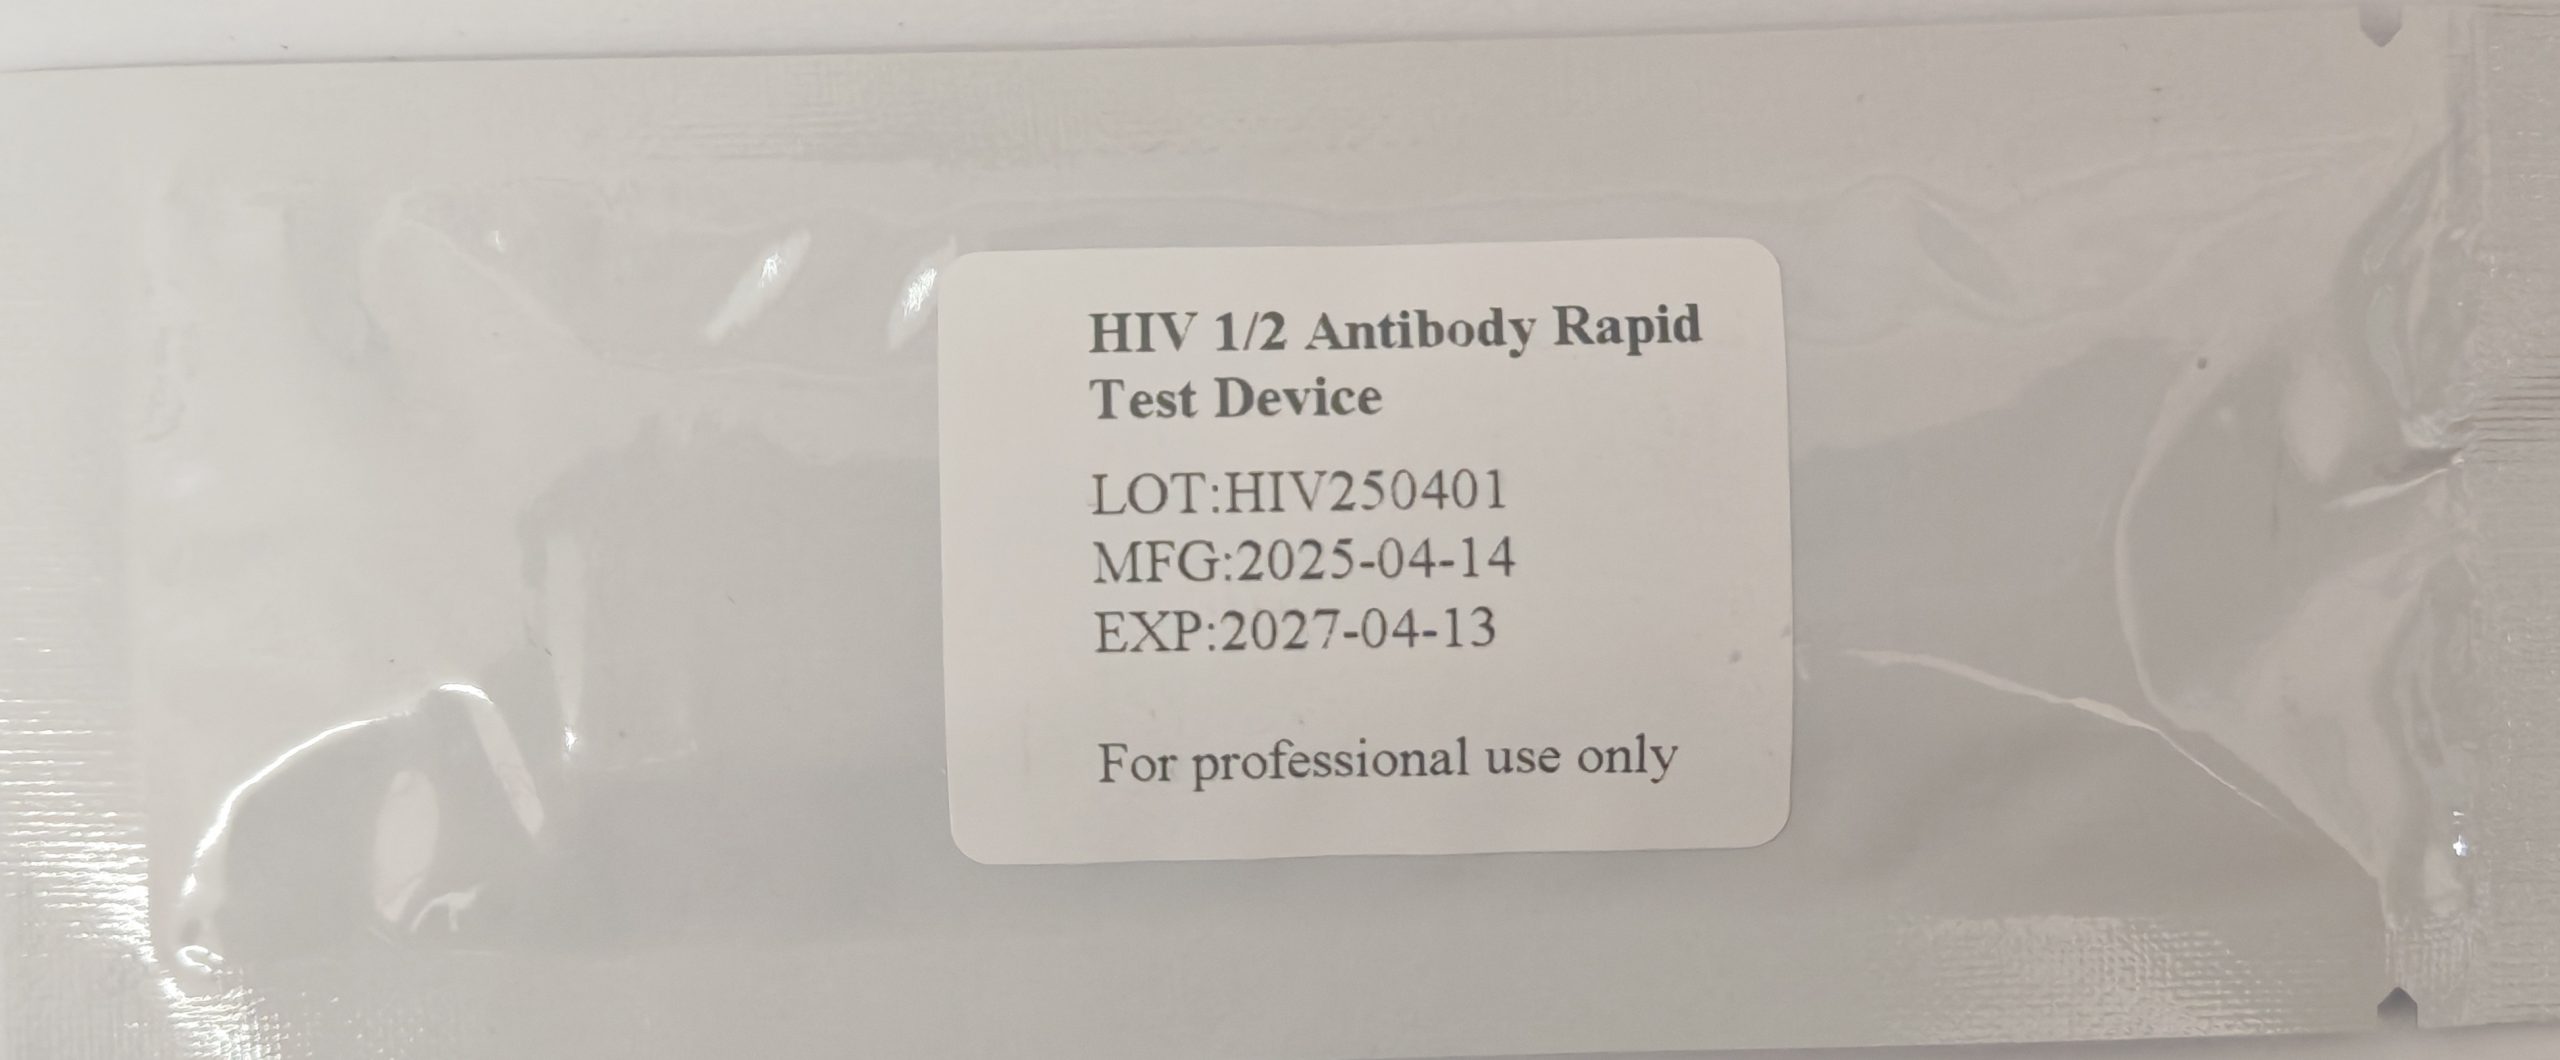 HIV 1/2 Antibody Rapid
Test Device
LOT:HIV250401
MFG:2025-04-14
EXP:2027-04-13
For professional use only